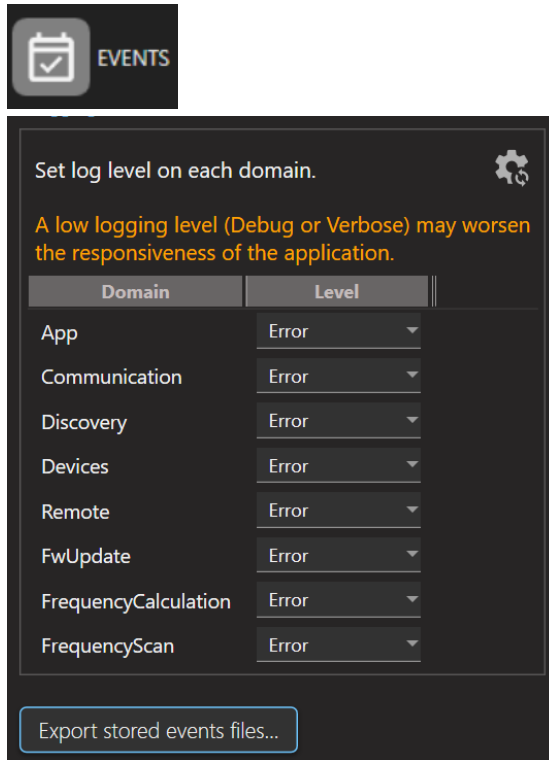 EVENTS
Set log level on each domain.
A low logging level (Debug or Verbose) may worsen
the responsiveness of the application.
Domain Level
App Error
Communication Error
Discovery Error
Devices Error
Remote Error
FwUpdate Error
FrequencyCalculation Error
FrequencyScan Error
Export stored events files...